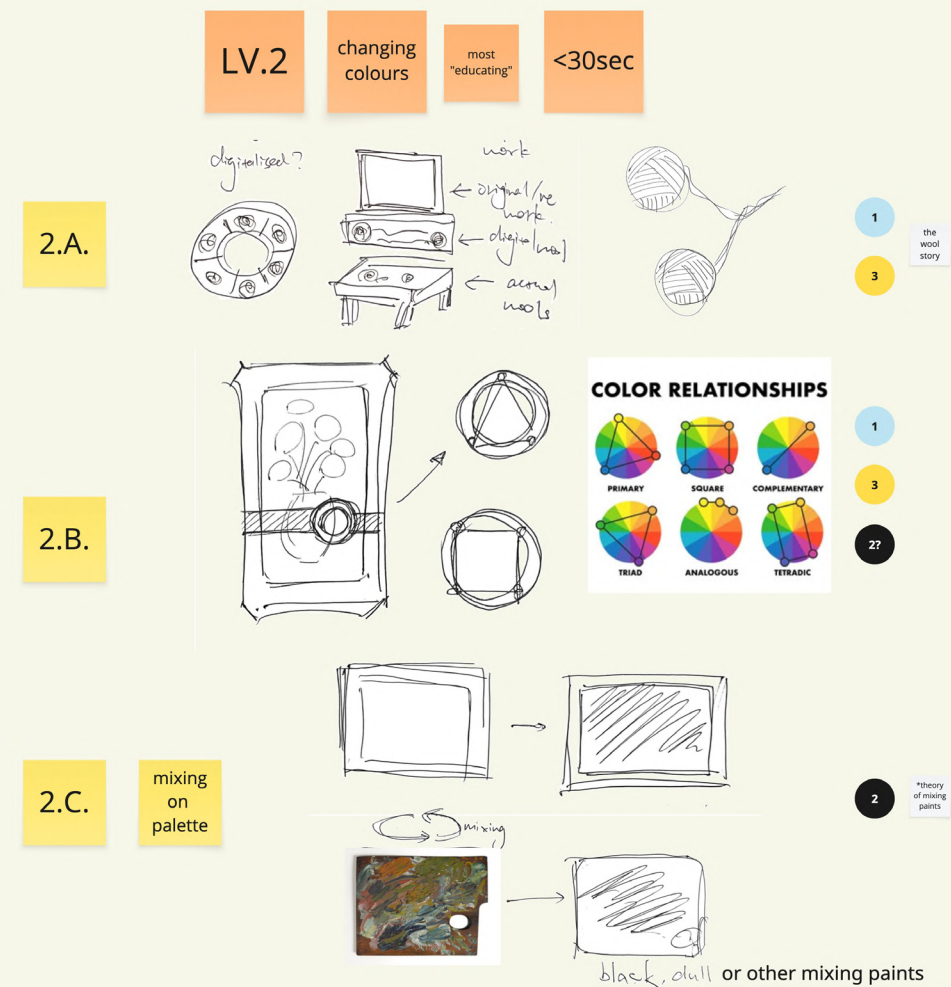 LV.2
changing
colours
most
"educating"
<30sec
digitalised?
work
original/re
work.
digital wool
actual
wools
2.A.
1
3
the
wool
story
2.B.
COLOR RELATIONSHIPS
PRIMARY
SQUARE
COMPLEMENTARY
TRIAD
ANALOGOUS
TETRADIC
1
3
2?
2.C.
mixing
on
palette
mixing
2
*theory
of mixing
paints
black, dull or other mixing paints